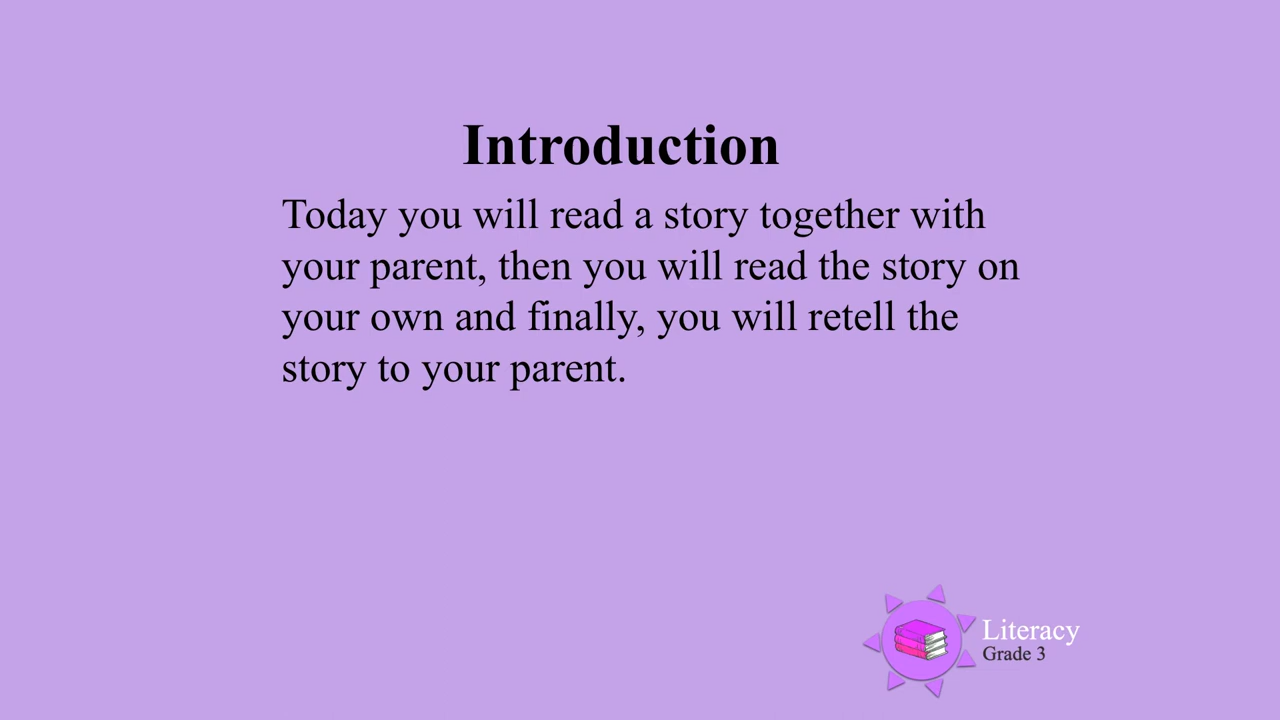 Introduction
Today you will read a story together with
your parent, then you will read the story on
your own and finally, you will retell the
story to your parent.
Literacy
Grade 3